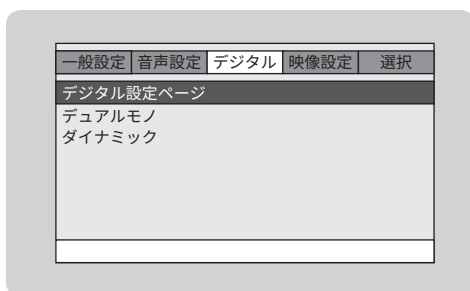 一般設定 音声設定 デジタル 映像設定 選択
デジタル設定ページ
デュアルモノ
ダイナミック